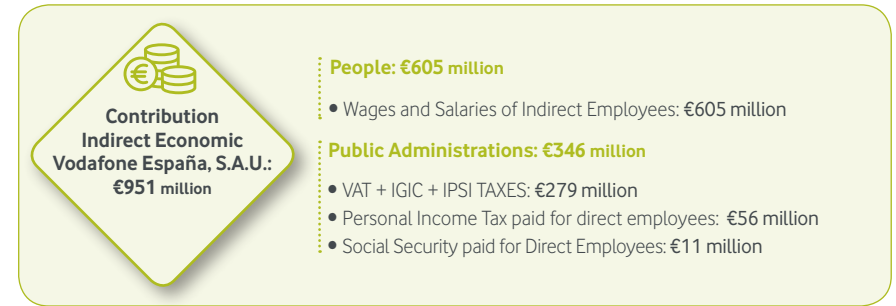 Contribution
Indirect Economic
Vodafone España, S.A.U.:
€951 million
People: €605 million
• Wages and Salaries of Indirect Employees: €605 million
Public Administrations: €346 million
• VAT + IGIC + IPSI TAXES: €279 million
• Personal Income Tax paid for direct employees: €56 million
• Social Security paid for Direct Employees: €11 million